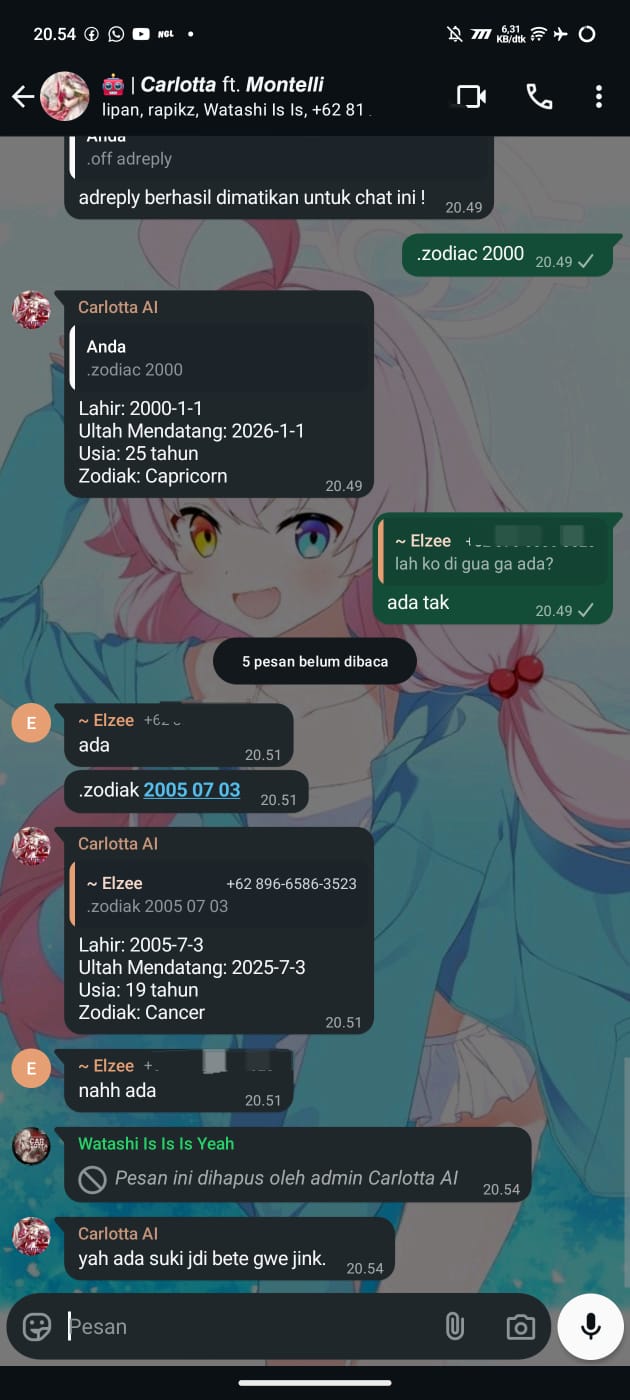 20.54
NGL
6,31
KB/dtk
🤖 | Carlotta ft. Montelli
lipan, rapikz, Watashi Is Is, +62 81
Anda
.off adreply
adreply berhasil dimatikan untuk chat ini !
20.49
.zodiac 2000
20.49
Carlotta AI
Anda
.zodiac 2000
Lahir: 2000-1-1
Ultah Mendatang: 2026-1-1
Usia: 25 tahun
Zodiak: Capricorn
20.49
~ Elzee
lah ko di gua ga ada?
ada tak
20.49
5 pesan belum dibaca
E
~ Elzee
ada
20.51
.zodiak 2005 07 03
20.51
Carlotta AI
~ Elzee +62 896-6586-3523
.zodiak 2005 07 03
Lahir: 2005-7-3
Ultah Mendatang: 2025-7-3
Usia: 19 tahun
Zodiak: Cancer
20.51
E
~ Elzee
nahh ada
20.51
Watashi Is Is Is Yeah
Pesan ini dihapus oleh admin Carlotta AI
20.54
Carlotta AI
yah ada suki jdi bete gwe jink.
20.54
Pesan